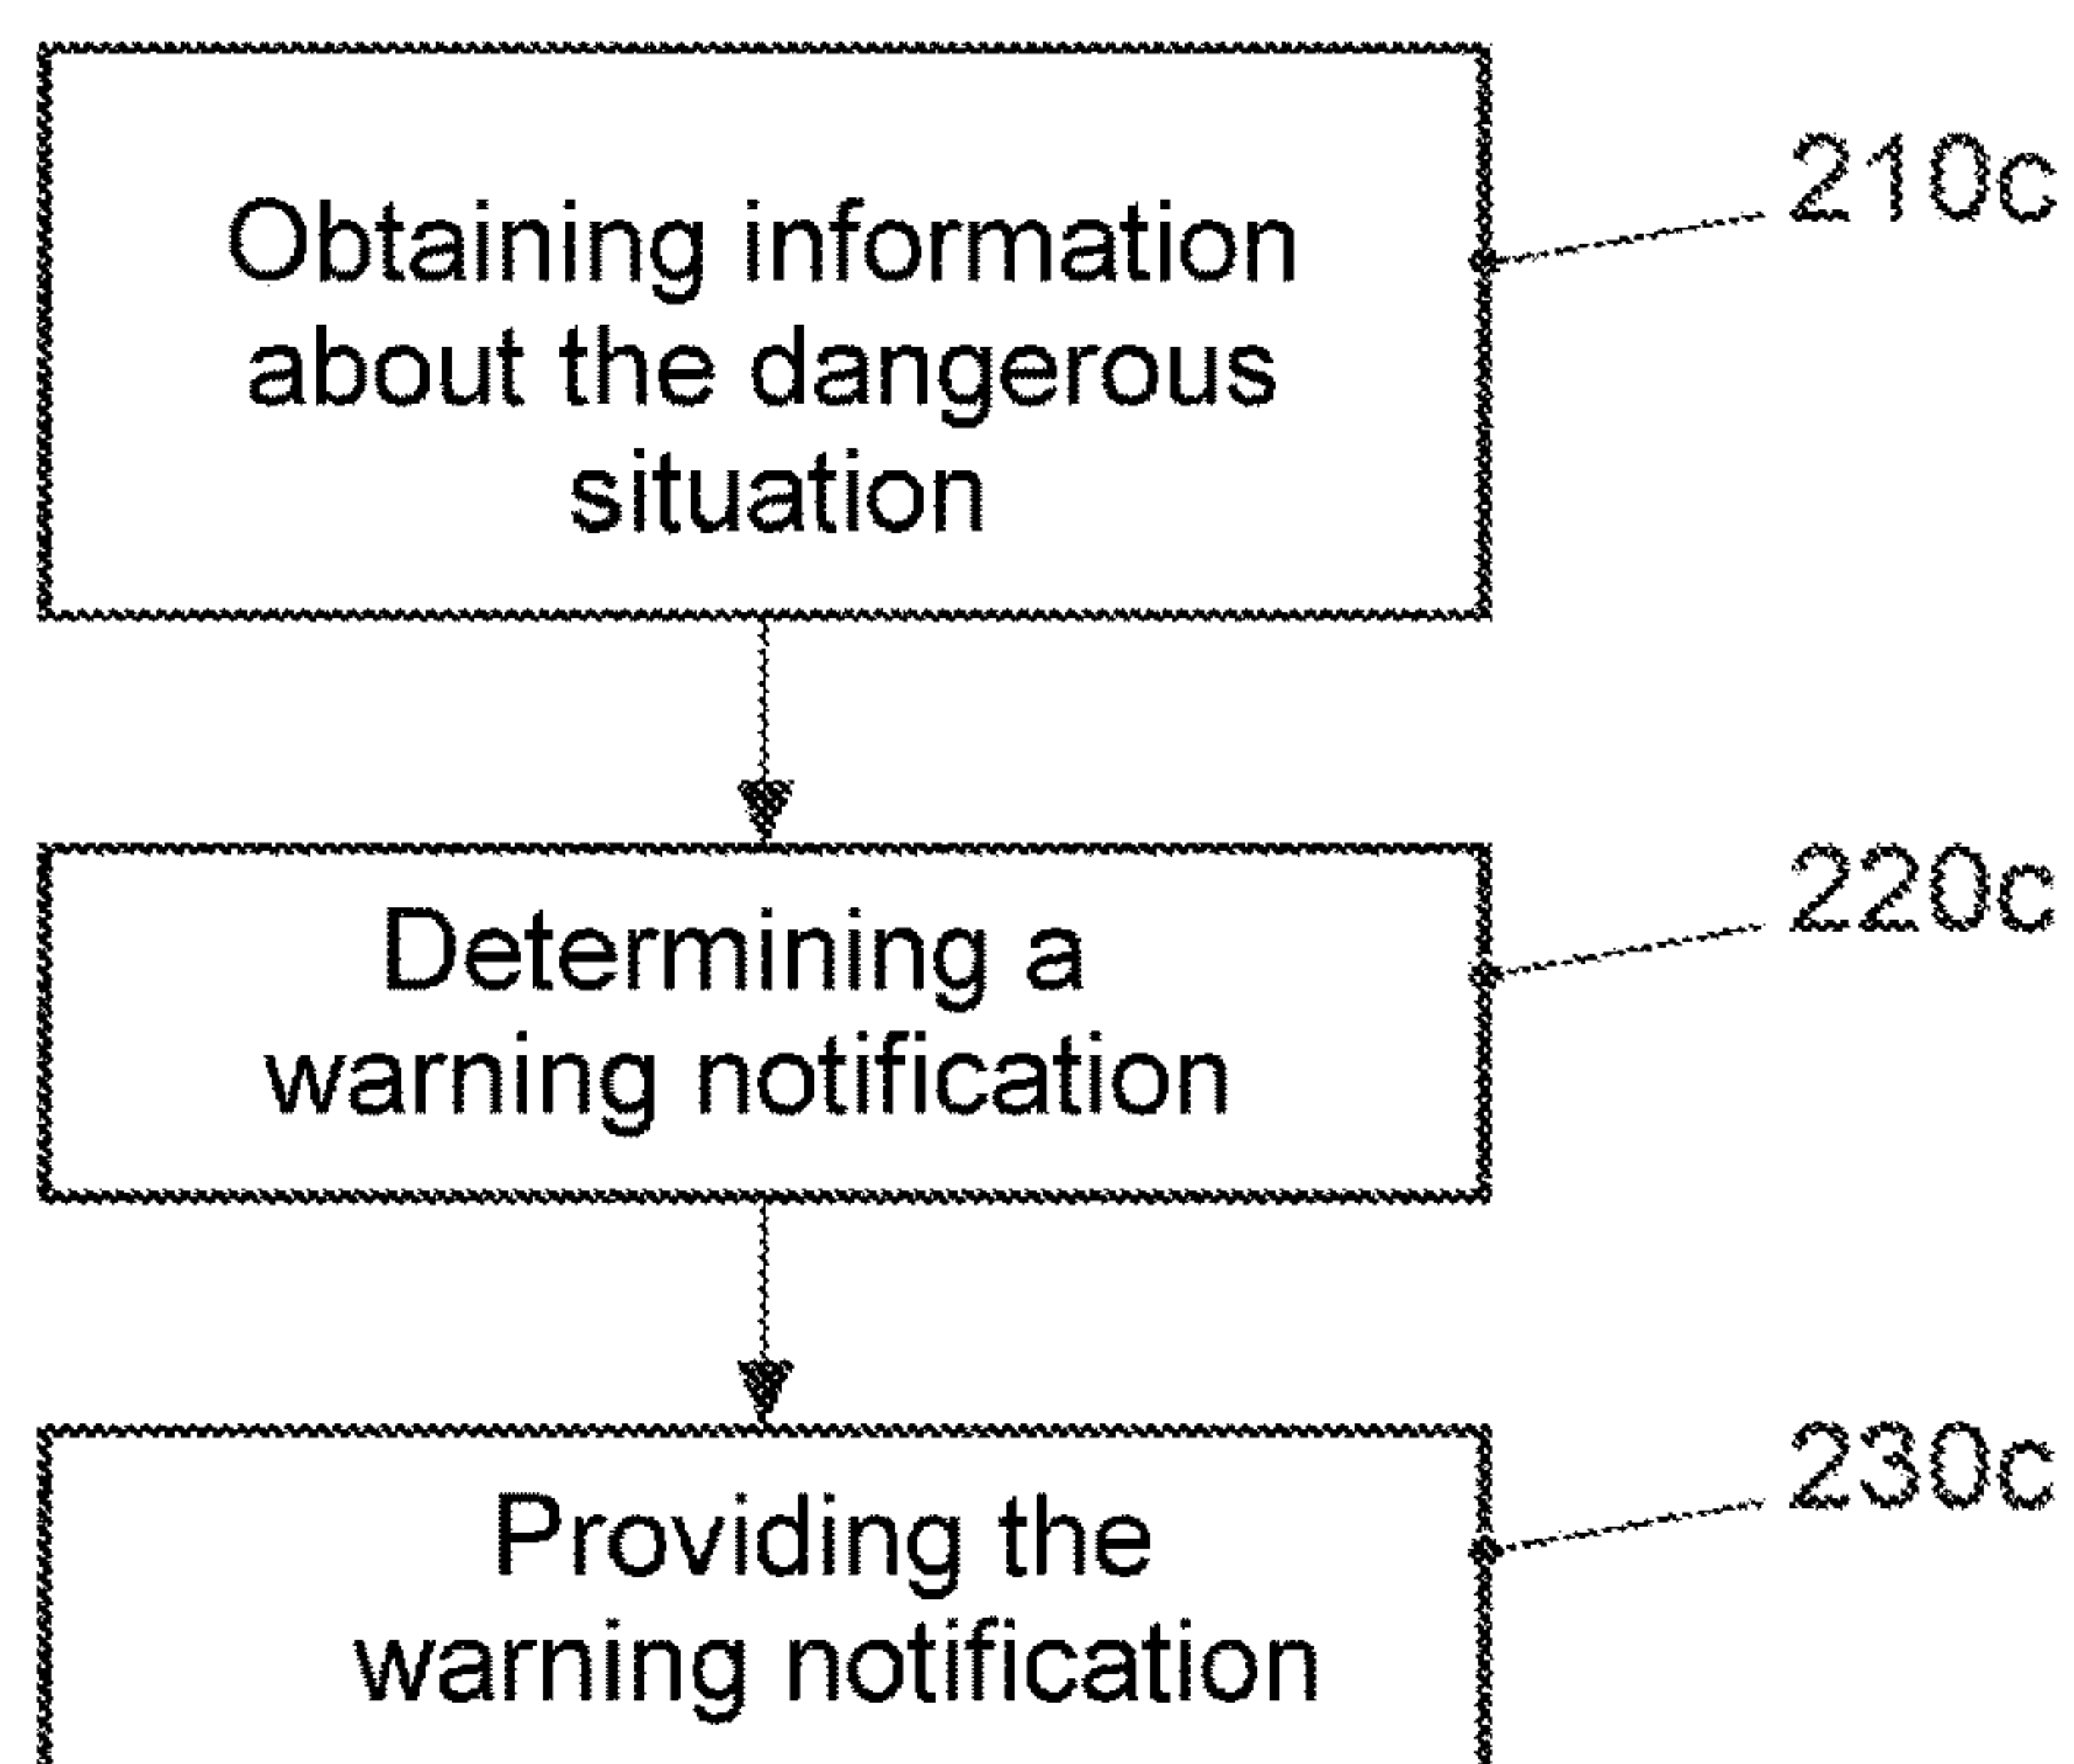 210c
Obtaining information
about the dangerous
situation
220c
Determining a
warning notification
230c
Providing the
warning notification